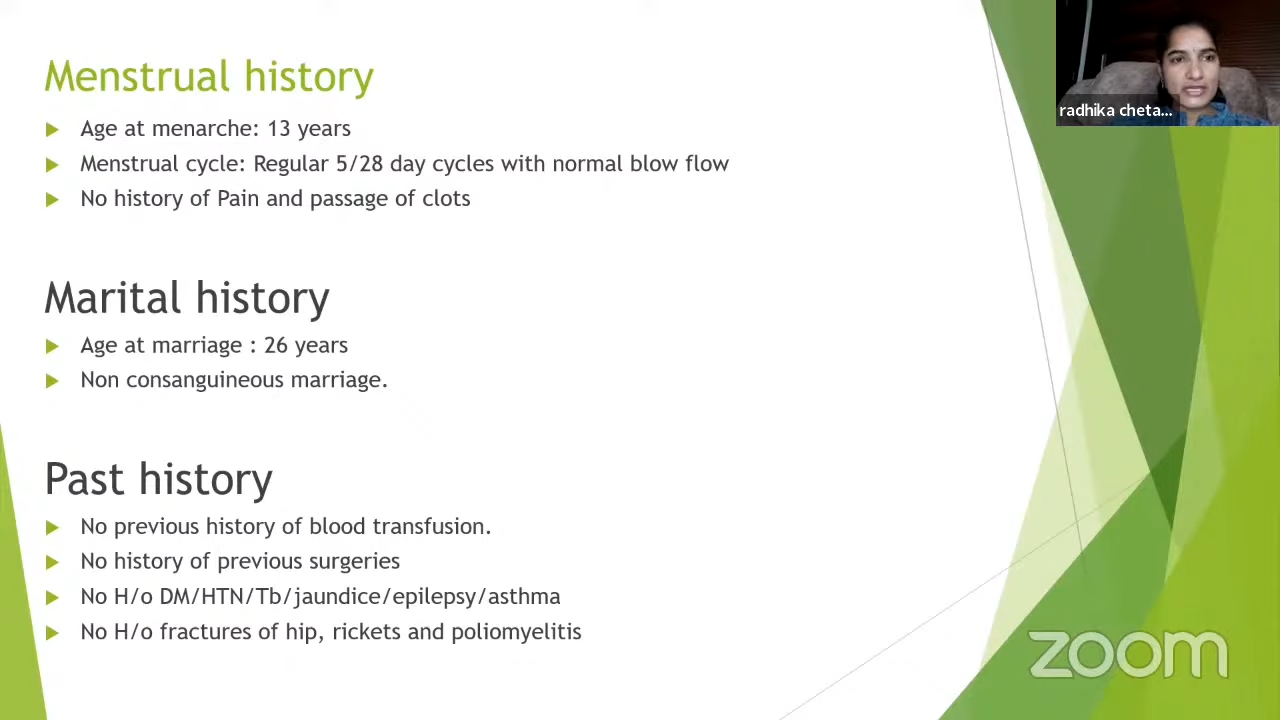 Menstrual history
Age at menarche: 13 years
Menstrual cycle: Regular 5/28 day cycles with normal blow flow
No history of Pain and passage of clots
Marital history
Age at marriage : 26 years
Non consanguineous marriage.
Past history
No previous history of blood transfusion.
No history of previous surgeries
No H/o DM/HTN/Tb/jaundice/epilepsy/asthma
No H/o fractures of hip, rickets and poliomyelitis
radhika cheta...
zoom